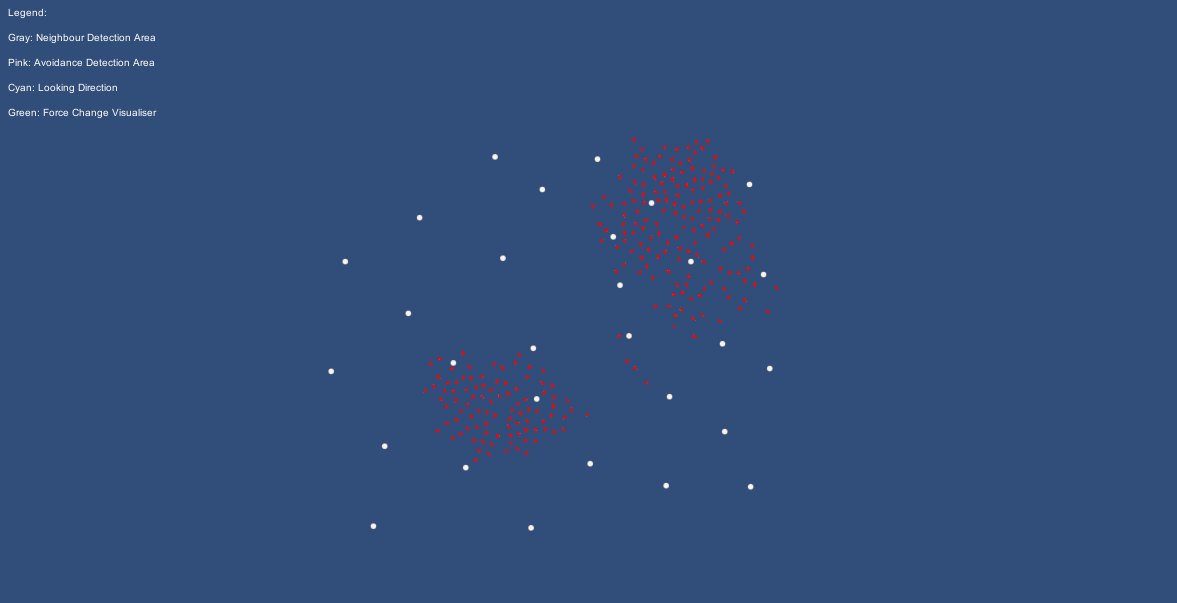 Legend:
Gray: Neighbour Detection Area
Pink: Avoidance Detection Area
Cyan: Looking Direction
Green: Force Change Visualiser